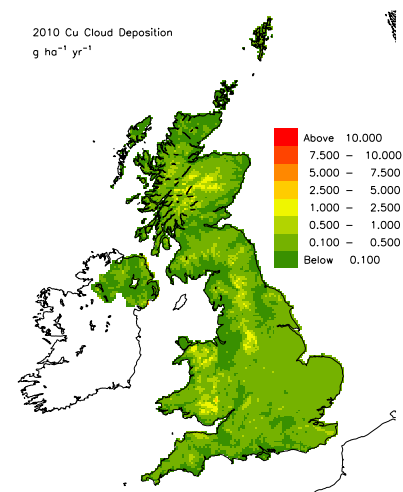 2010 Cu Cloud Deposition
g ha⁻¹ yr⁻¹
Above 10.000
7.500 – 10.000
5.000 – 7.500
2.500 – 5.000
1.000 – 2.500
0.500 – 1.000
0.100 – 0.500
Below 0.100